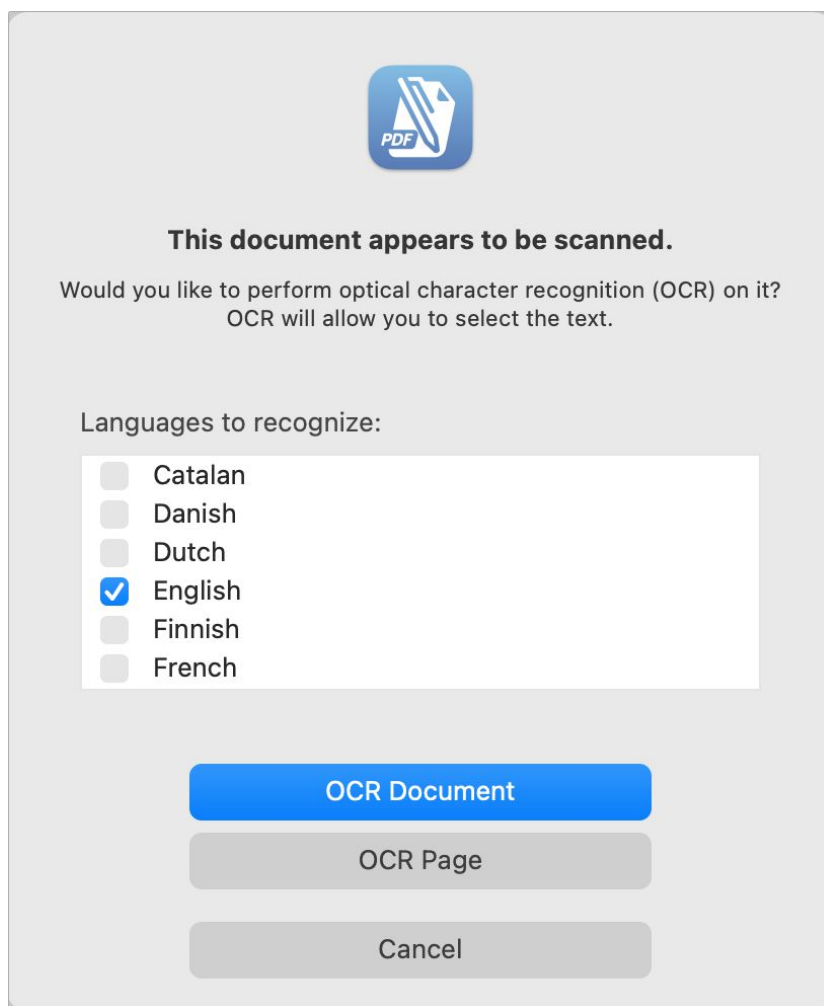 PDF
This document appears to be scanned.
Would you like to perform optical character recognition (OCR) on it?
OCR will allow you to select the text.
Languages to recognize:
Catalan
Danish
Dutch
English
Finnish
French
OCR Document
OCR Page
Cancel